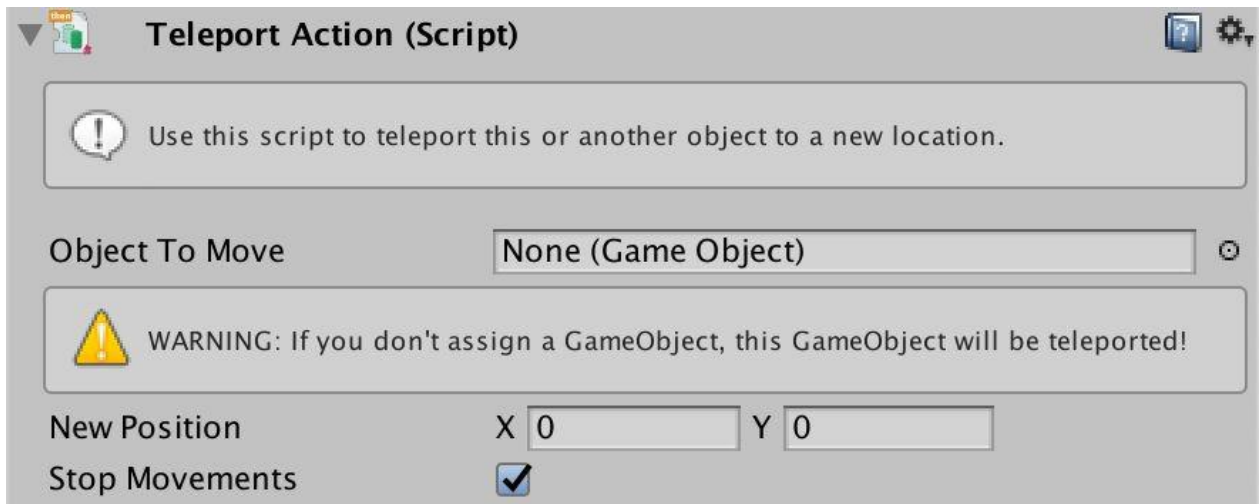 then
Teleport Action (Script)
Use this script to teleport this or another object to a new location.
Object To Move None (Game Object)
WARNING: If you don't assign a GameObject, this GameObject will be teleported!
New Position X 0 Y 0
Stop Movements